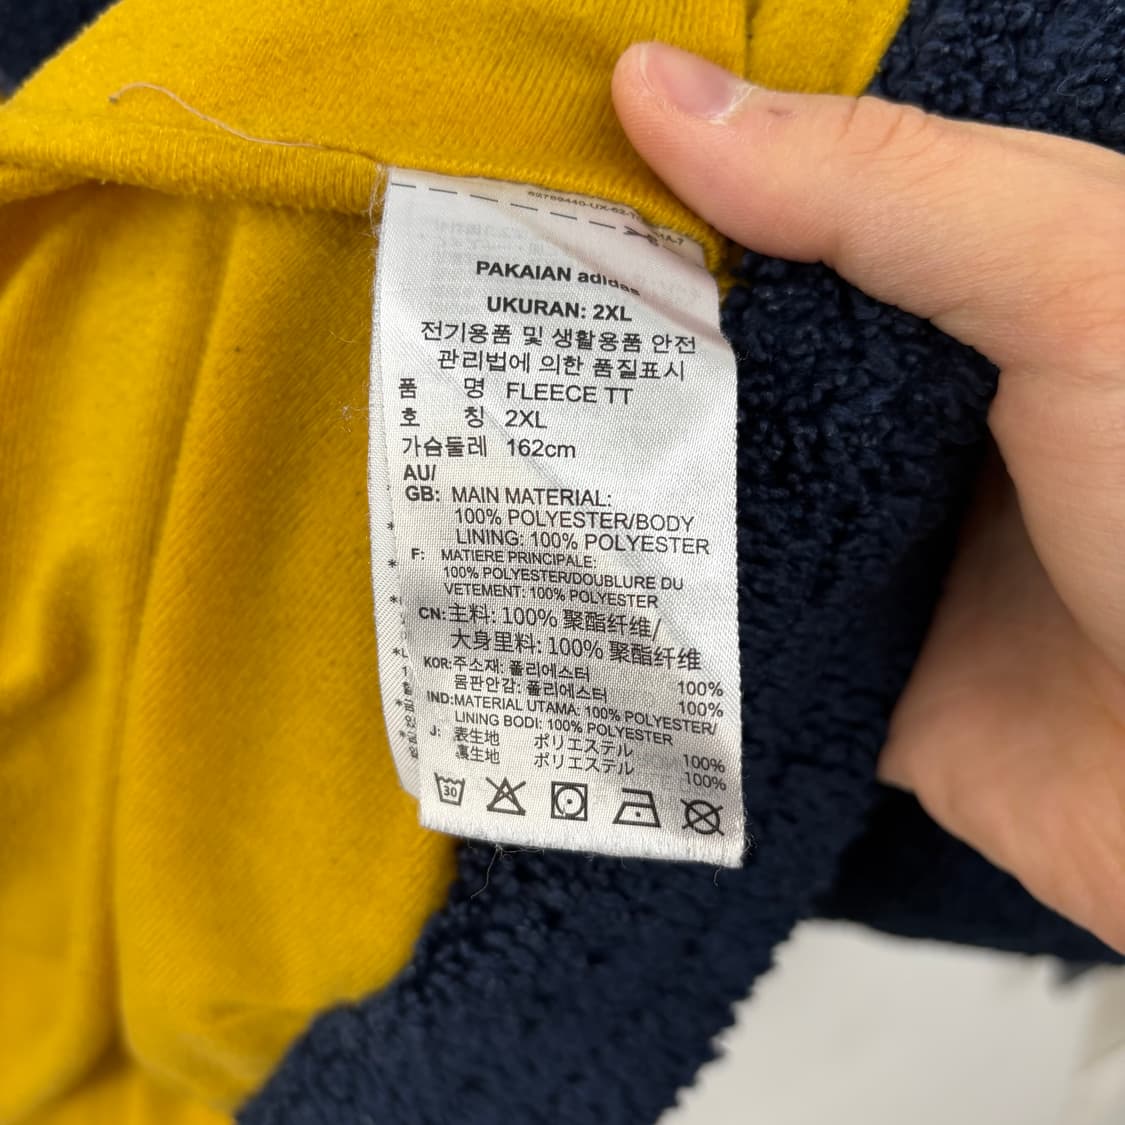 PAKAIAN adidas
UKURAN: 2XL
전기용품 및 생활용품 안전
관리법에 의한 품질표시
품 명 FLEECE TT
호 칭 2XL
가슴둘레 162cm
AU/
GB: MAIN MATERIAL:
100% POLYESTER/BODY
LINING: 100% POLYESTER
F: MATIERE PRINCIPALE:
100% POLYESTER/DOUBLURE DU
VETEMENT: 100% POLYESTER
CN:主料: 100% 聚酯纤维/
大身里料: 100% 聚酯纤维
KOR:주소재: 폴리에스터 100%
몸판안감: 폴리에스터 100%
IND:MATERIAL UTAMA: 100% POLYESTER/
LINING BODI: 100% POLYESTER
J: 表生地 ポリエステル 100%
裏生地 ポリエステル 100%
30